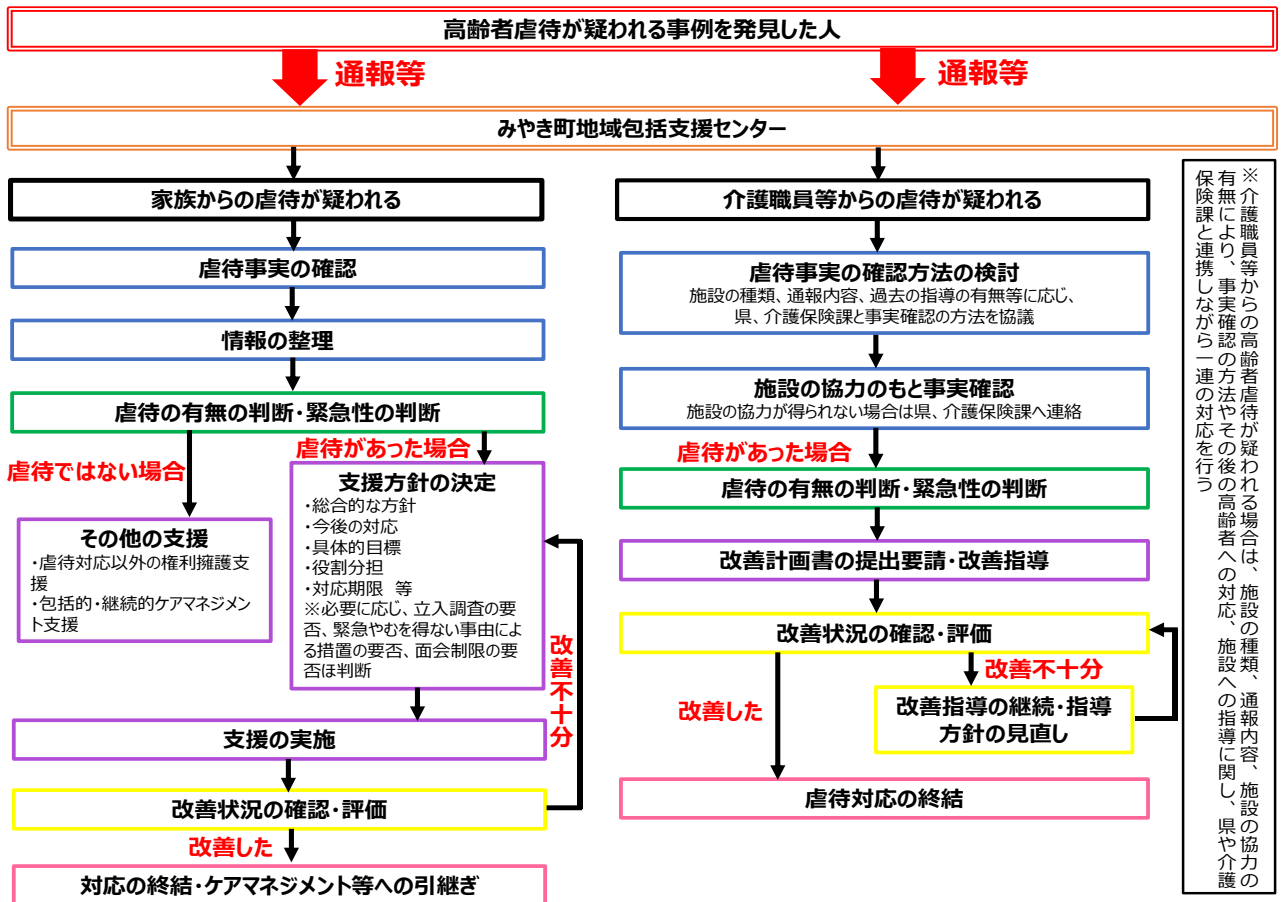 高齢者虐待が疑われる事例を発見した人
通報等
通報等
みやき町地域包括支援センター
家族からの虐待が疑われる
虐待事実の確認
情報の整理
虐待の有無の判断・緊急性の判断
虐待ではない場合
虐待があった場合
その他の支援
・虐待対応以外の権利擁護支
援
・包括的・継続的ケアマネジメン
ト支援
支援方針の決定
・総合的な方針
・今後の対応
・具体的目標
・役割分担
・対応期限 等
※必要に応じ、立入調査の要
否、緊急やむを得ない事由によ
る措置の要否、面会制限の要
否ほ判断
改善不十分
支援の実施
改善状況の確認・評価
改善した
対応の終結・ケアマネジメント等への引継ぎ
介護職員等からの虐待が疑われる
虐待事実の確認方法の検討
施設の種類、通報内容、過去の指導の有無等に応じ、
県、介護保険課と事実確認の方法を協議
施設の協力のもと事実確認
施設の協力が得られない場合は県、介護保険課へ連絡
虐待があった場合
虐待の有無の判断・緊急性の判断
改善計画書の提出要請・改善指導
改善状況の確認・評価
改善不十分
改善した
改善指導の継続・指導
方針の見直し
虐待対応の終結
※介護職員等からの高齢者虐待が疑われる場合は、施設の種類、通報内容、施設の協力の
有無により、事実確認の方法やその後の高齢者への対応、施設への指導に関し、県や介護
保険課と連携しながら一連の対応を行う